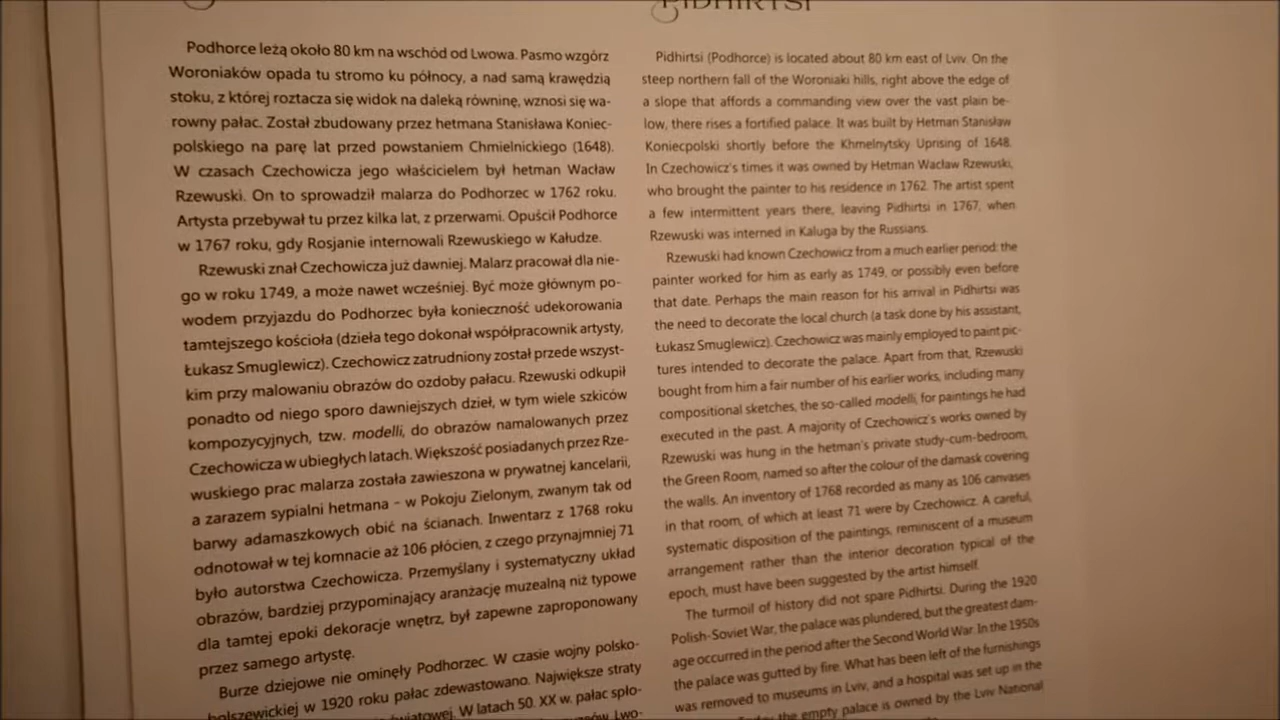 PIDHIRTSI
Podhorce leżą około 80 km na wschód od Lwowa. Pasmo wzgórz
Woroniaków opada tu stromo ku północy, a nad samą krawędzią
stoku, z której roztacza się widok na daleką równinę, wznosi się wa-
rowny pałac. Został zbudowany przez hetmana Stanisława Koniec-
polskiego na parę lat przed powstaniem Chmielnickiego (1648).
W czasach Czechowicza jego właścicielem był hetman Wacław
Rzewuski. On to sprowadził malarza do Podhorzec w 1762 roku.
Artysta przebywał tu przez kilka lat, z przerwami. Opuścił Podhorce
w 1767 roku, gdy Rosjanie internowali Rzewuskiego w Kałudze.
Rzewuski znał Czechowicza już dawniej. Malarz pracował dla nie-
go w roku 1749, a może nawet wcześniej. Być może głównym po-
wodem przyjazdu do Podhorzec była konieczność udekorowania
tamtejszego kościoła (dzieła tego dokonał współpracownik artysty,
Łukasz Smuglewicz). Czechowicz zatrudniony został przede wszyst-
kim przy malowaniu obrazów do ozdoby pałacu. Rzewuski odkupił
ponadto od niego sporo dawniejszych dzieł, w tym wiele szkiców
kompozycyjnych, tzw. modelli, do obrazów namalowanych przez
Czechowicza w ubiegłych latach. Większość posiadanych przez Rze-
wuskiego prac malarza została zawieszona w prywatnej kancelarii,
a zarazem sypialni hetmana – w Pokoju Zielonym, zwanym tak od
barwy adamaszkowych obić na ścianach. Inwentarz z 1768 roku
odnotował w tej komnacie aż 106 płócien, z czego przynajmniej 71
było autorstwa Czechowicza. Przemyślany i systematyczny układ
obrazów, bardziej przypominający aranżację muzealną niż typowe
dla tamtej epoki dekoracje wnętrz, był zapewne zaproponowany
przez samego artystę.
Burze dziejowe nie ominęły Podhorzec. W czasie wojny polsko-
bolszewickiej w 1920 roku pałac zdewastowano. Największe straty
światowej. W latach 50. XX w. pałac spło-
Lwo-
Pidhirtsi (Podhorce) is located about 80 km east of Lviv. On the
steep northern fall of the Woroniaki hills, right above the edge of
a slope that affords a commanding view over the vast plain be-
low, there rises a fortified palace. It was built by Hetman Stanisław
Koniecpolski shortly before the Khmelnytsky Uprising of 1648.
In Czechowicz's times it was owned by Hetman Wacław Rzewuski,
who brought the painter to his residence in 1762. The artist spent
a few intermittent years there, leaving Pidhirtsi in 1767, when
Rzewuski was interned in Kaluga by the Russians.
Rzewuski had known Czechowicz from a much earlier period: the
painter worked for him as early as 1749, or possibly even before
that date. Perhaps the main reason for his arrival in Pidhirtsi was
the need to decorate the local church (a task done by his assistant,
Łukasz Smuglewicz). Czechowicz was mainly employed to paint pic-
tures intended to decorate the palace. Apart from that, Rzewuski
bought from him a fair number of his earlier works, including many
compositional sketches, the so-called modelli, for paintings he had
executed in the past. A majority of Czechowicz's works owned by
Rzewuski was hung in the hetman's private study-cum-bedroom,
the Green Room, named so after the colour of the damask covering
the walls. An inventory of 1768 recorded as many as 106 canvases
in that room, of which at least 71 were by Czechowicz. A careful,
systematic disposition of the paintings, reminiscent of a museum
arrangement rather than the interior decoration typical of the
epoch, must have been suggested by the artist himself.
The turmoil of history did not spare Pidhirtsi. During the 1920
Polish-Soviet War, the palace was plundered, but the greatest dam-
age occurred in the period after the Second World War. In the 1950s
the palace was gutted by fire. What has been left of the furnishings
was removed to museums in Lviv, and a hospital was set up in the
the empty palace is owned by the Lviv National